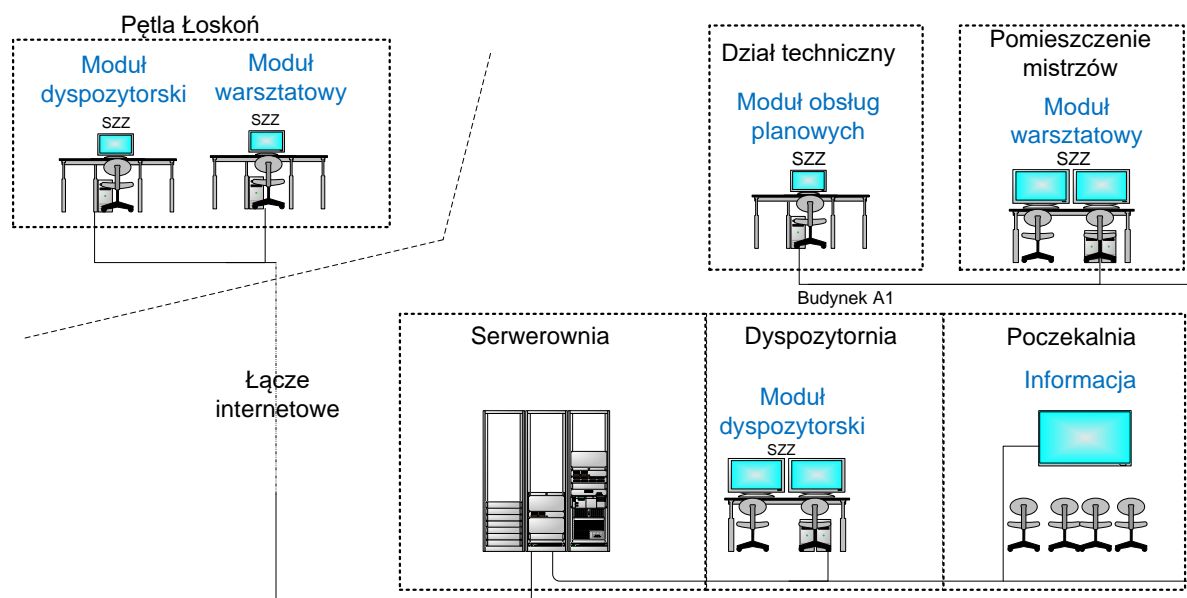 Pętla Łoskoń
Moduł
dyspozytorski
SZZ
Moduł
warsztatowy
SZZ
Dział techniczny
Moduł obsług
planowych
SZZ
Pomieszczenie
mistrzów
Moduł
warsztatowy
SZZ
Budynek A1
Łącze
internetowe
Serwerownia
Dyspozytornia
Moduł
dyspozytorski
SZZ
Poczekalnia
Informacja